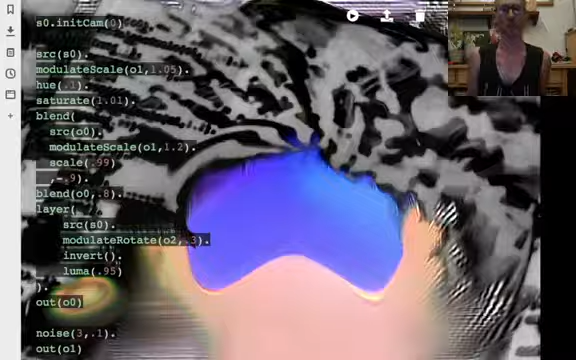 s0.initCam(0)
src(s0).
modulateScale(o1,1.05).
hue(.1).
saturate(1.01).
blend(
src(o0).
modulateScale(o1,1.2).
scale(.99)
,-.9).
blend(o0,.8).
layer(
src(s0).
modulateRotate(o2,.3).
invert().
luma(.95)
).
out(o0)
noise(3,.1).
out(o1)